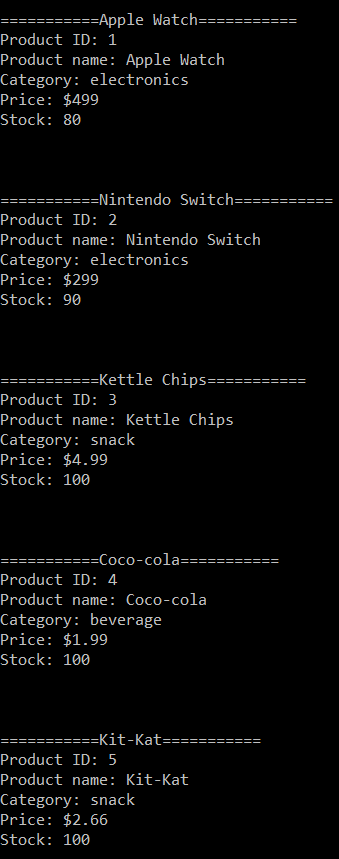 ===========Apple Watch===========
Product ID: 1
Product name: Apple Watch
Category: electronics
Price: $499
Stock: 80
===========Nintendo Switch===========
Product ID: 2
Product name: Nintendo Switch
Category: electronics
Price: $299
Stock: 90
===========Kettle Chips===========
Product ID: 3
Product name: Kettle Chips
Category: snack
Price: $4.99
Stock: 100
===========Coco-cola===========
Product ID: 4
Product name: Coco-cola
Category: beverage
Price: $1.99
Stock: 100
===========Kit-Kat===========
Product ID: 5
Product name: Kit-Kat
Category: snack
Price: $2.66
Stock: 100